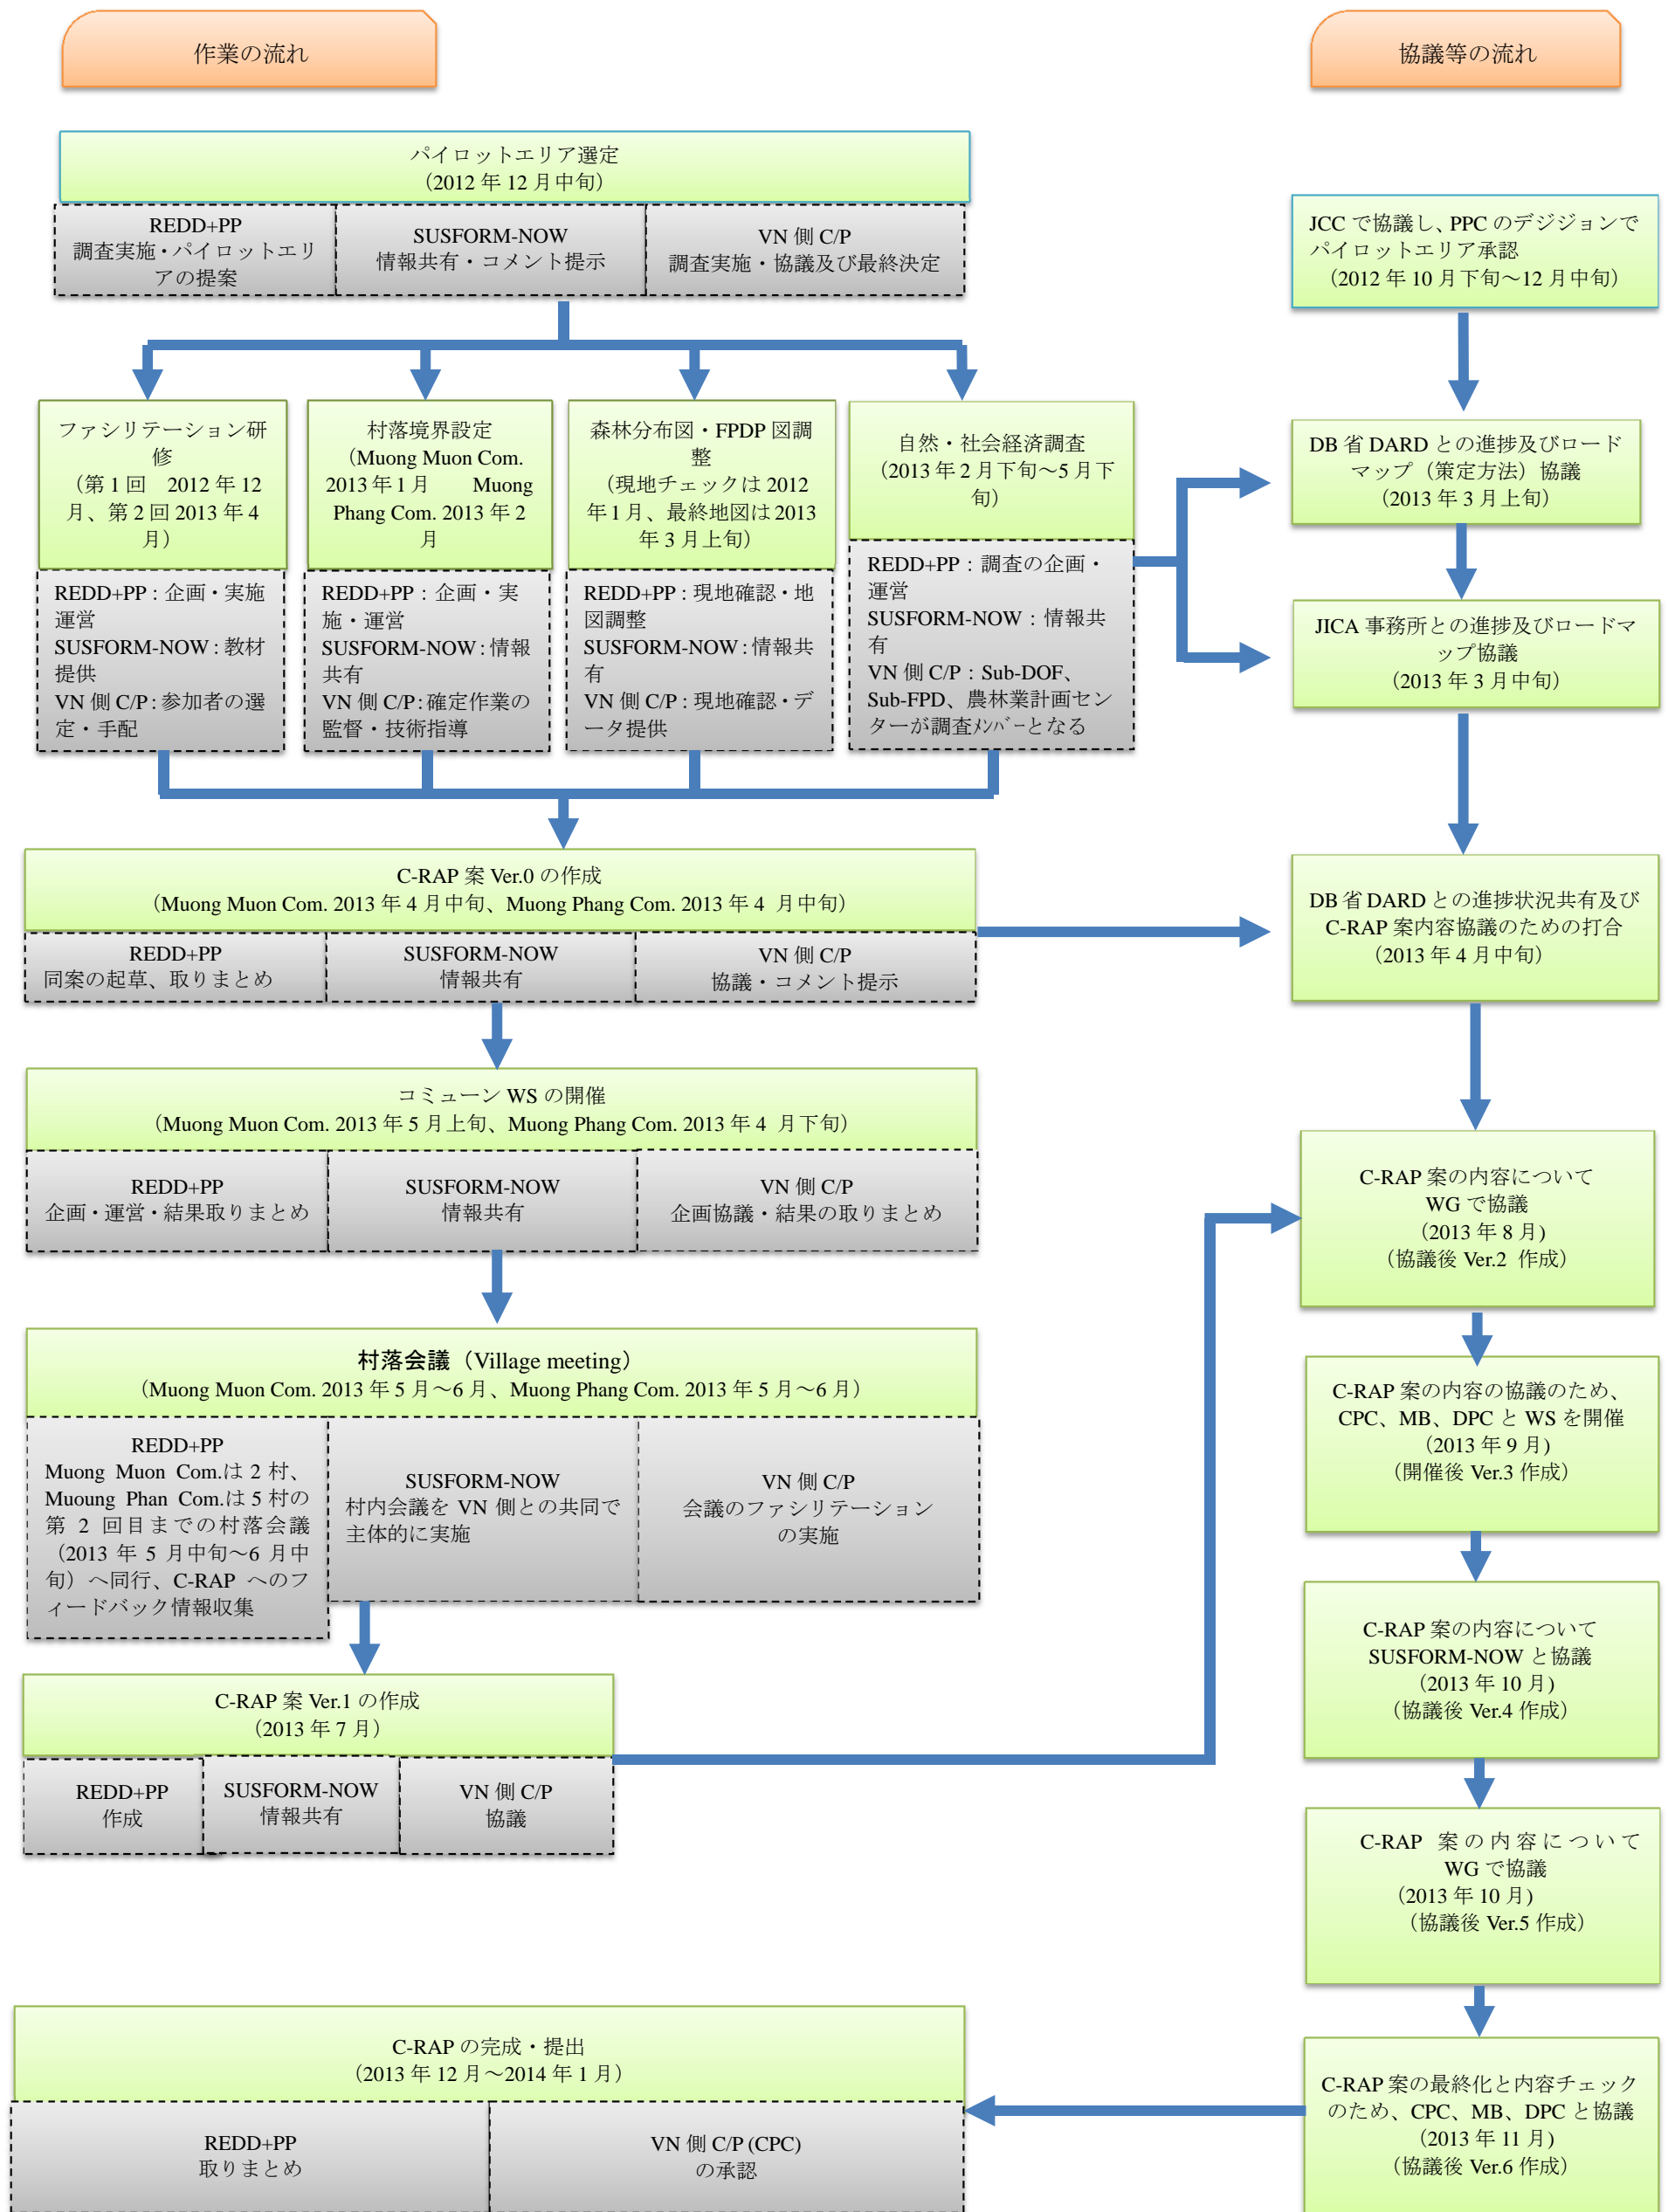 作業の流れ
協議等の流れ
パイロットエリア選定
（2012 年 12 月中旬）
REDD+PP
調査実施・パイロットエリ
アの提案
SUSFORM-NOW
情報共有・コメント提示
VN 側 C/P
調査実施・協議及び最終決定
JCC で協議し、PPC のデジジョンで
パイロットエリア承認
（2012 年 10 月下旬～12 月中旬）
ファシリテーション研
修
（第 1 回　2012 年 12
月、第 2 回 2013 年 4
月）
REDD+PP：企画・実施
運営
SUSFORM-NOW：教材
提供
VN 側 C/P：参加者の選
定・手配
村落境界設定
（Muong Muon Com.
2013 年 1 月　　Muong
Phang Com. 2013 年 2
月
REDD+PP：企画・実
施・運営
SUSFORM-NOW：情報
共有
VN 側 C/P：確定作業の
監督・技術指導
森林分布図・FPDP 図調
整
（現地チェックは 2012
年 1 月、最終地図は 2013
年 3 月上旬）
REDD+PP：現地確認・地
図調整
SUSFORM-NOW：情報共
有
VN 側 C/P：現地確認・デ
ータ提供
自然・社会経済調査
（2013 年 2 月下旬～5 月下
旬）
REDD+PP：調査の企画・
運営
SUSFORM-NOW：情報共
有
VN 側 C/P：Sub-DOF、
Sub-FPD、農林業計画セン
ターが調査ﾒﾝﾊﾞｰとなる
DB 省 DARD との進捗及びロード
マップ（策定方法）協議
（2013 年 3 月上旬）
JICA 事務所との進捗及びロードマ
ップ協議
（2013 年 3 月中旬）
C-RAP 案 Ver.0 の作成
（Muong Muon Com. 2013 年 4 月中旬、Muong Phang Com. 2013 年 4 月中旬）
REDD+PP
同案の起草、取りまとめ
SUSFORM-NOW
情報共有
VN 側 C/P
協議・コメント提示
DB 省 DARD との進捗状況共有及び
C-RAP 案内容協議のための打合
（2013 年 4 月中旬）
コミューン WS の開催
（Muong Muon Com. 2013 年 5 月上旬、Muong Phang Com. 2013 年 4 月下旬）
REDD+PP
企画・運営・結果取りまとめ
SUSFORM-NOW
情報共有
VN 側 C/P
企画協議・結果の取りまとめ
C-RAP 案の内容について
WG で協議
（2013 年 8 月)
（協議後 Ver.2 作成）
村落会議（Village meeting）
（Muong Muon Com. 2013 年 5 月～6 月、Muong Phang Com. 2013 年 5 月～6 月）
REDD+PP
Muong Muon Com.は 2 村、
Muoung Phan Com.は 5 村の
第 2 回目までの村落会議
（2013 年 5 月中旬～6 月中
旬）へ同行、C-RAP へのフ
ィードバック情報収集
SUSFORM-NOW
村内会議を VN 側との共同で
主体的に実施
VN 側 C/P
会議のファシリテーション
の実施
C-RAP 案の内容の協議のため、
CPC、MB、DPC と WS を開催
（2013 年 9 月)
（開催後 Ver.3 作成）
C-RAP 案の内容について
SUSFORM-NOW と協議
（2013 年 10 月)
（協議後 Ver.4 作成）
C-RAP 案 Ver.1 の作成
（2013 年 7 月）
REDD+PP
作成
SUSFORM-NOW
情報共有
VN 側 C/P
協議
C-RAP 案の内容について
WG で協議
（2013 年 10 月)
（協議後 Ver.5 作成）
C-RAP の完成・提出
（2013 年 12 月～2014 年 1 月）
REDD+PP
取りまとめ
VN 側 C/P (CPC)
の承認
C-RAP 案の最終化と内容チェック
のため、CPC、MB、DPC と協議
（2013 年 11 月)
（協議後 Ver.6 作成）